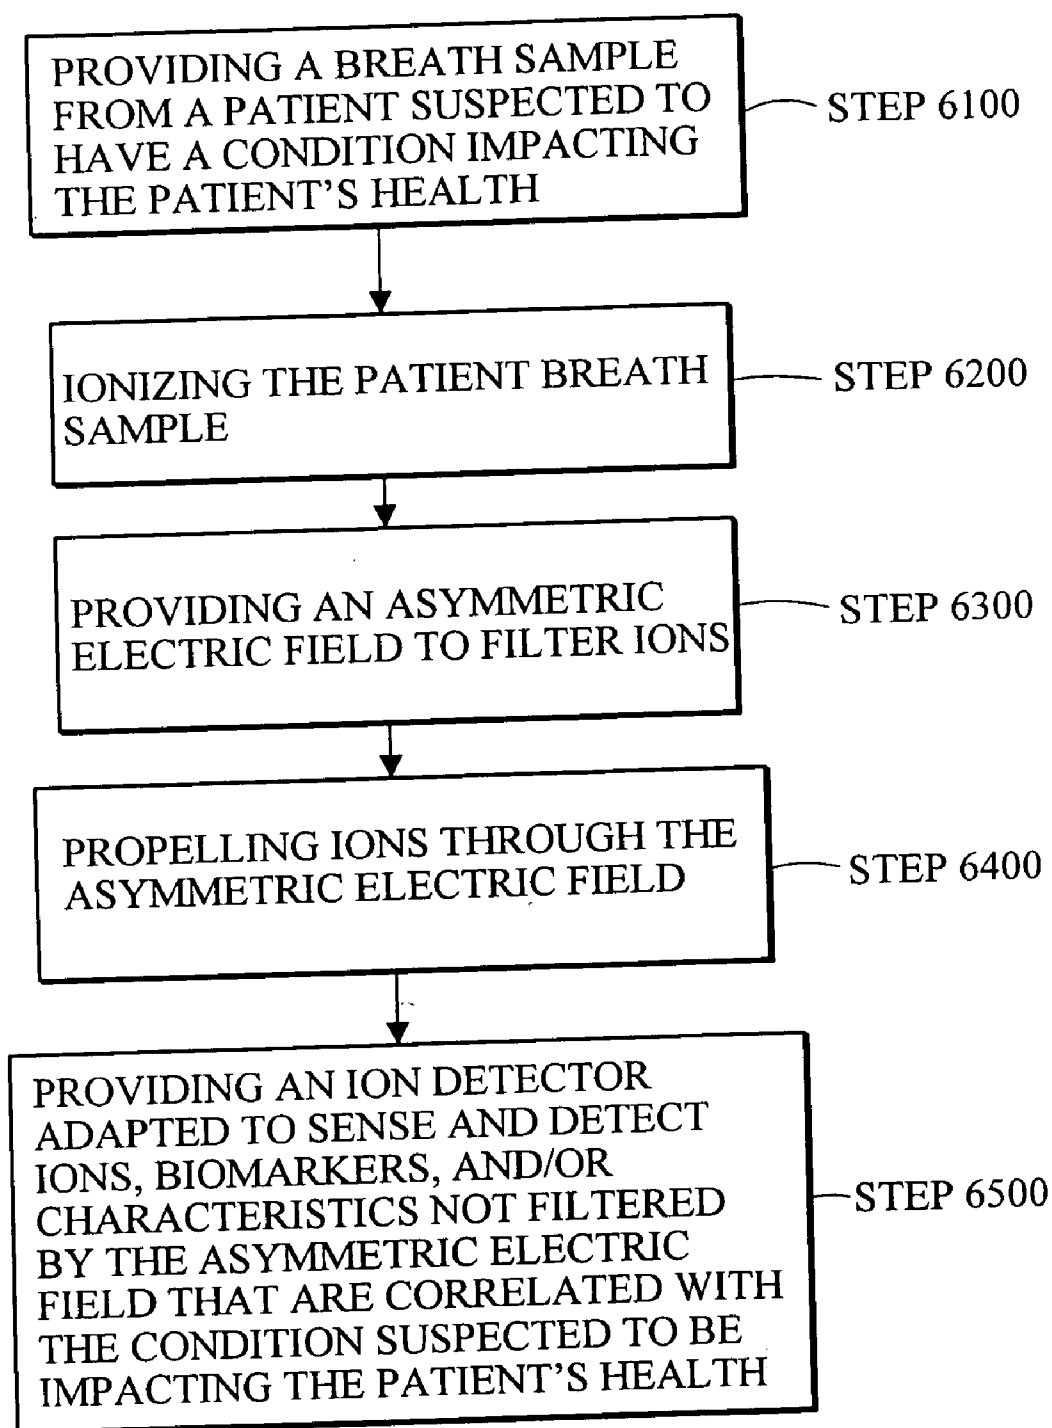 PROVIDING A BREATH SAMPLE
FROM A PATIENT SUSPECTED TO
HAVE A CONDITION IMPACTING
THE PATIENT'S HEALTH
STEP 6100
IONIZING THE PATIENT BREATH
SAMPLE
STEP 6200
PROVIDING AN ASYMMETRIC
ELECTRIC FIELD TO FILTER IONS
STEP 6300
PROPELLING IONS THROUGH THE
ASYMMETRIC ELECTRIC FIELD
STEP 6400
PROVIDING AN ION DETECTOR
ADAPTED TO SENSE AND DETECT
IONS, BIOMARKERS, AND/OR
CHARACTERISTICS NOT FILTERED
BY THE ASYMMETRIC ELECTRIC
FIELD THAT ARE CORRELATED WITH
THE CONDITION SUSPECTED TO BE
IMPACTING THE PATIENT'S HEALTH
STEP 6500